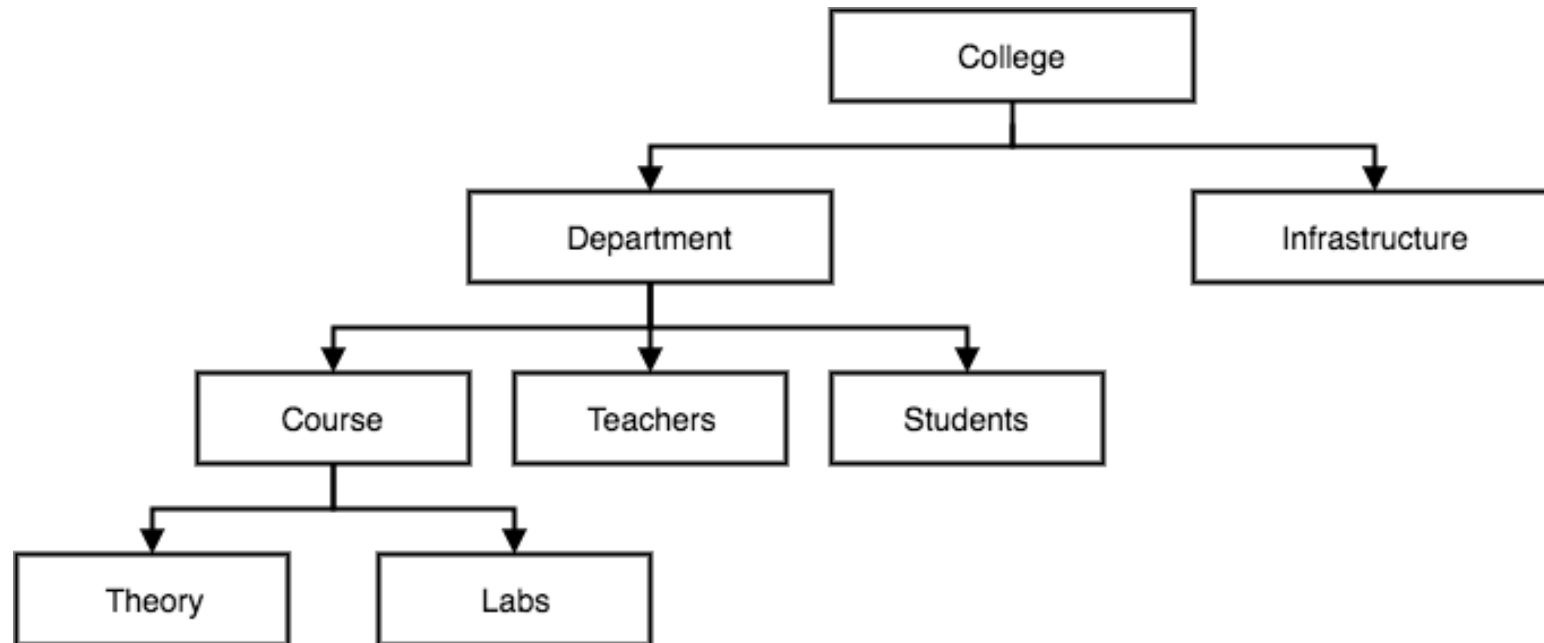 College
Department
Infrastructure
Course
Teachers
Students
Theory
Labs